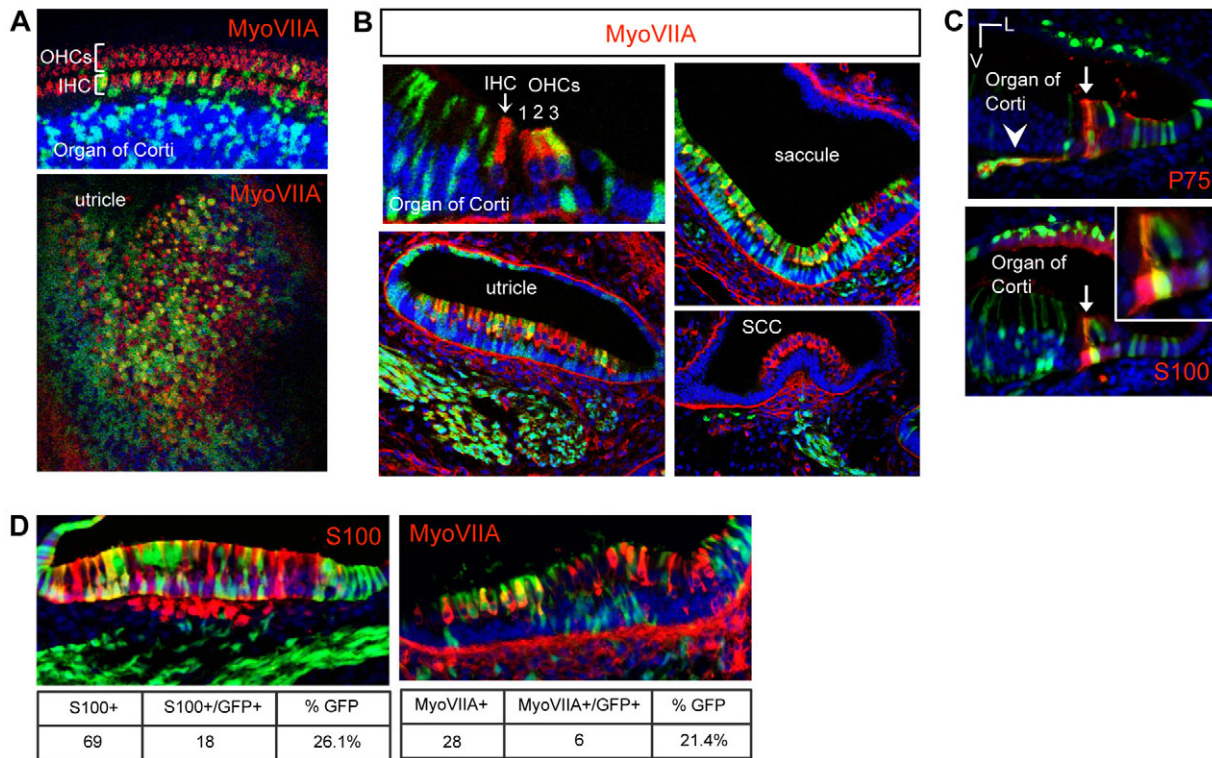 A
MyoVIIA
OHCs
IHC
Organ of Corti
utricle
MyoVIIA
B
MyoVIIA
IHC OHCs
1 2 3
Organ of Corti
saccule
utricle
SCC
C
L
V
Organ of
Corti
P75
Organ of
Corti
S100
D
S100
MyoVIIA
S100+ S100+/GFP+ % GFP
69 18 26.1%
MyoVIIA+ MyoVIIA+/GFP+ % GFP
28 6 21.4%